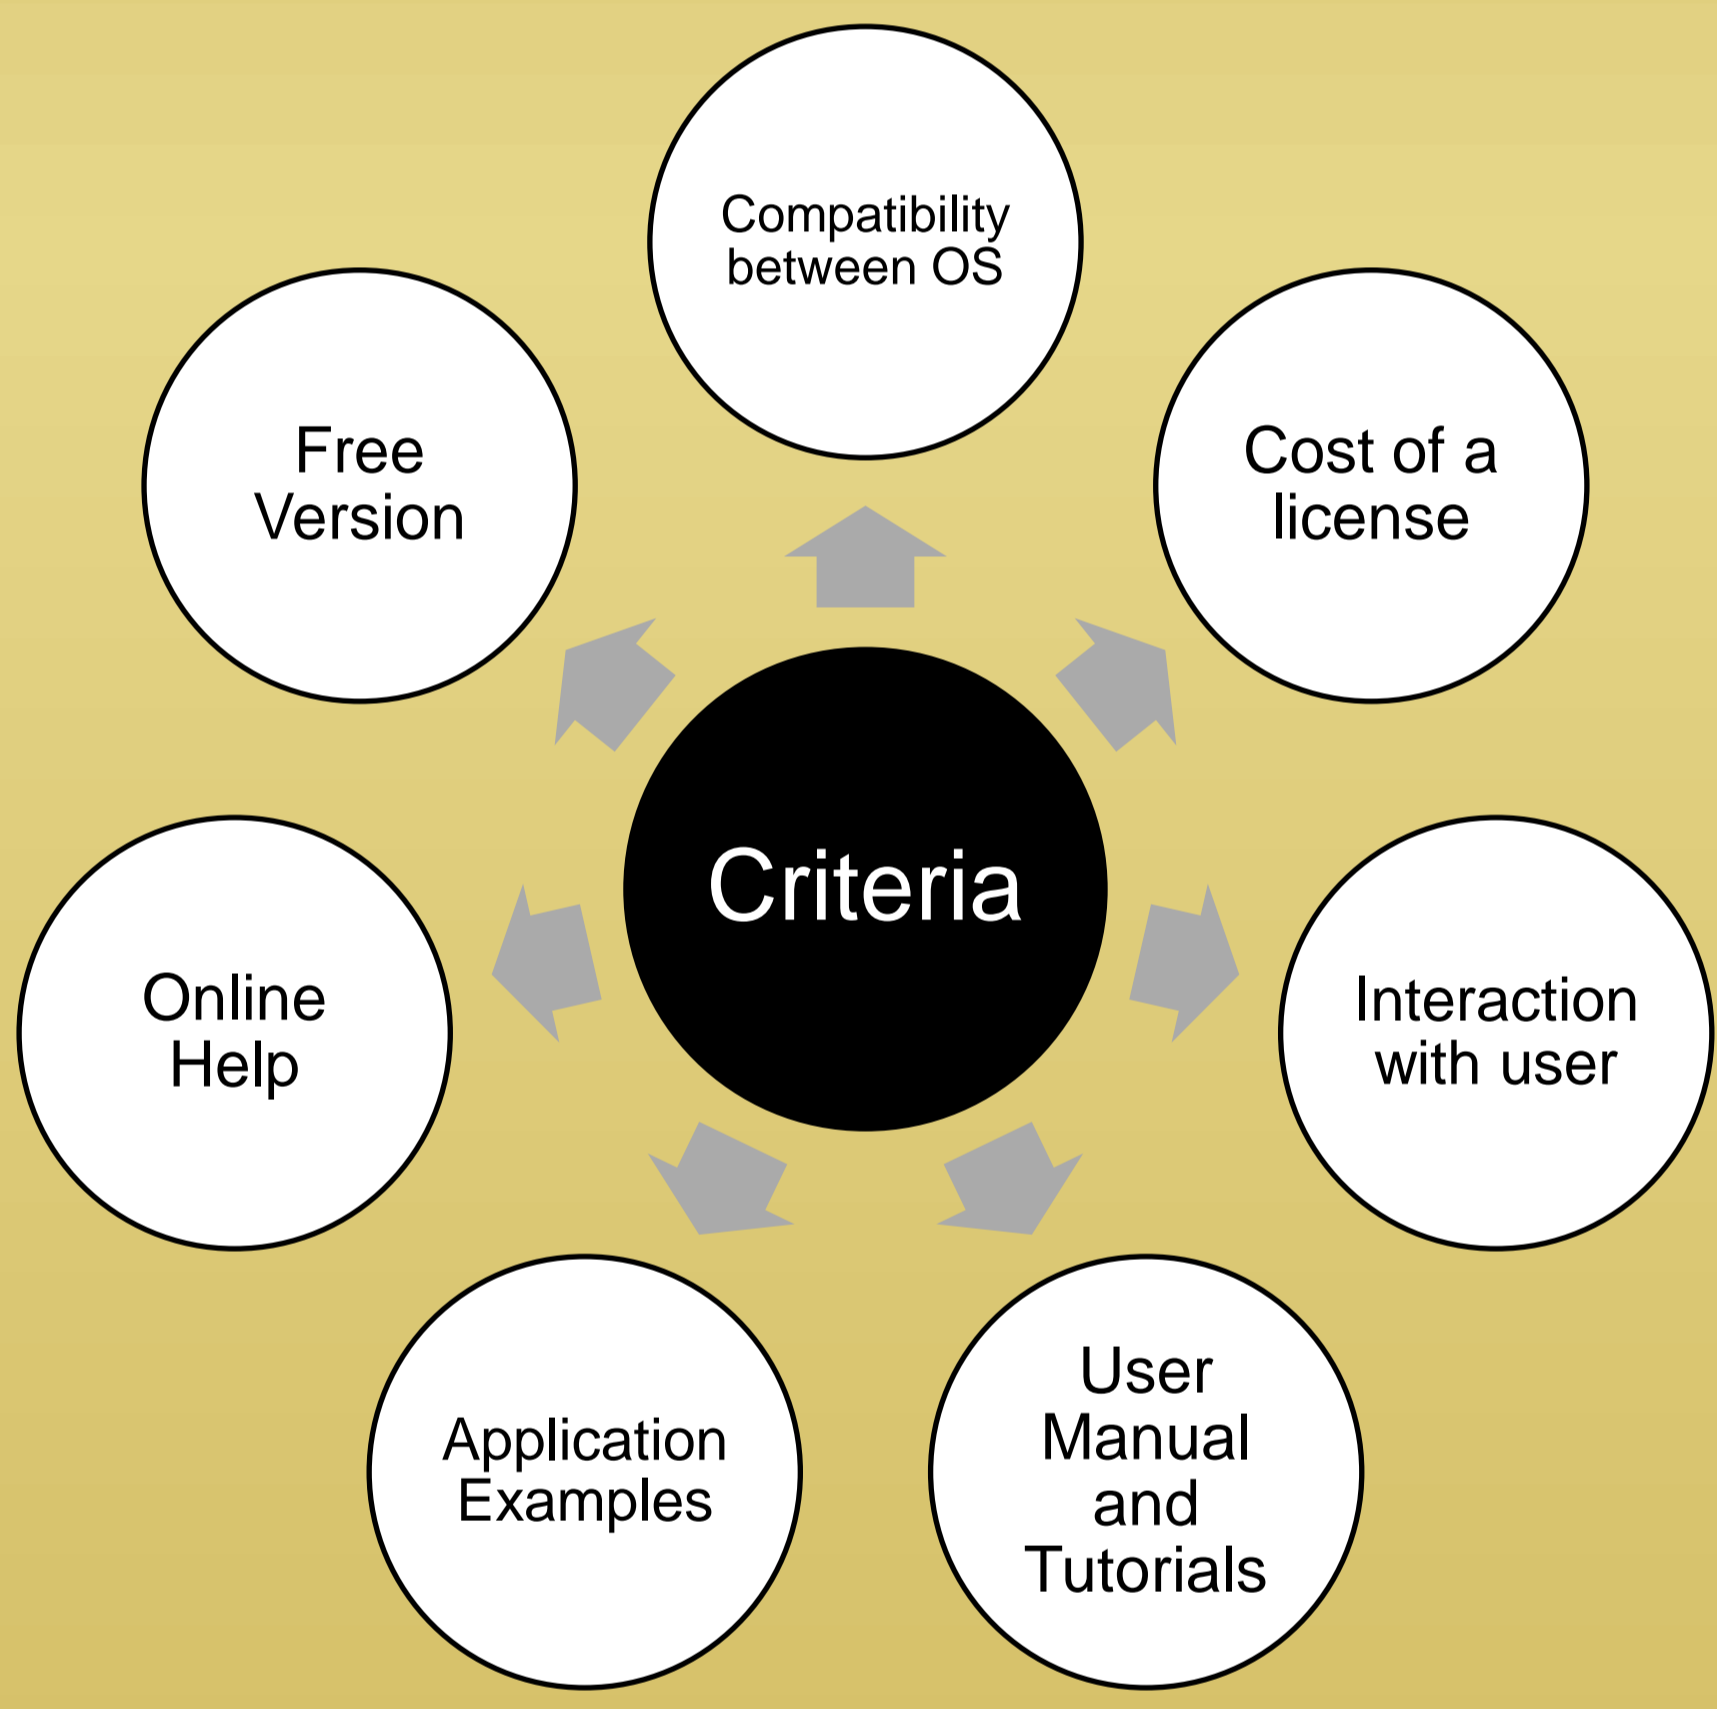 Compatibility
between OS
Free
Version
Cost of a
license
Criteria
Online
Help
Interaction
with user
Application
Examples
User
Manual
and
Tutorials